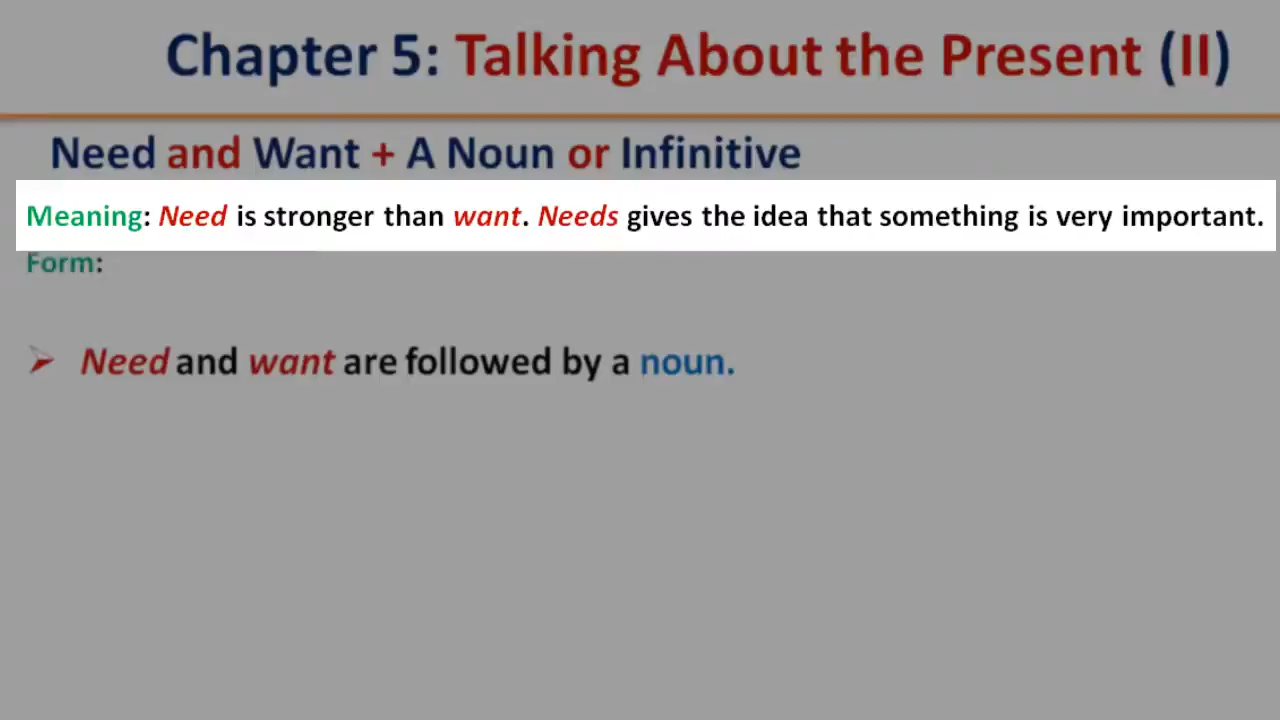 Chapter 5: Talking About the Present (II)
Need and Want + A Noun or Infinitive
Meaning: Need is stronger than want. Needs gives the idea that something is very important.
Form:
➢ Need and want are followed by a noun.